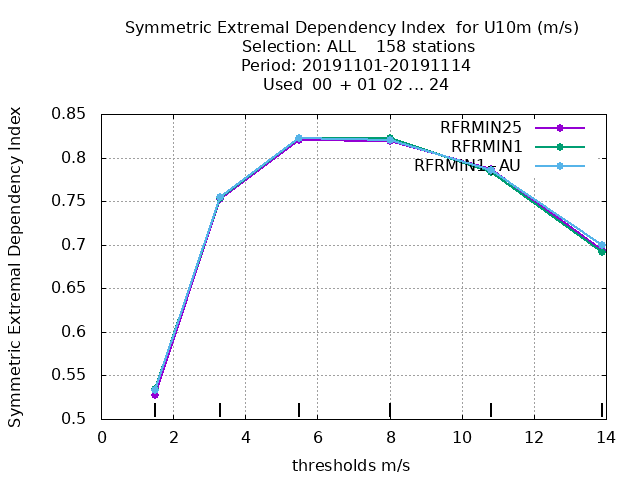 Symmetric Extremal Dependency Index for U10m (m/s)
Selection: ALL 158 stations
Period: 20191101-20191114
Used 00 + 01 02 ... 24
Symmetric Extremal Dependency Index
0.85
0.8
0.75
0.7
0.65
0.6
0.55
0.5
RFRMIN25
RFRMIN1
RFRMIN1-AU
0 2 4 6 8 10 12 14
thresholds m/s